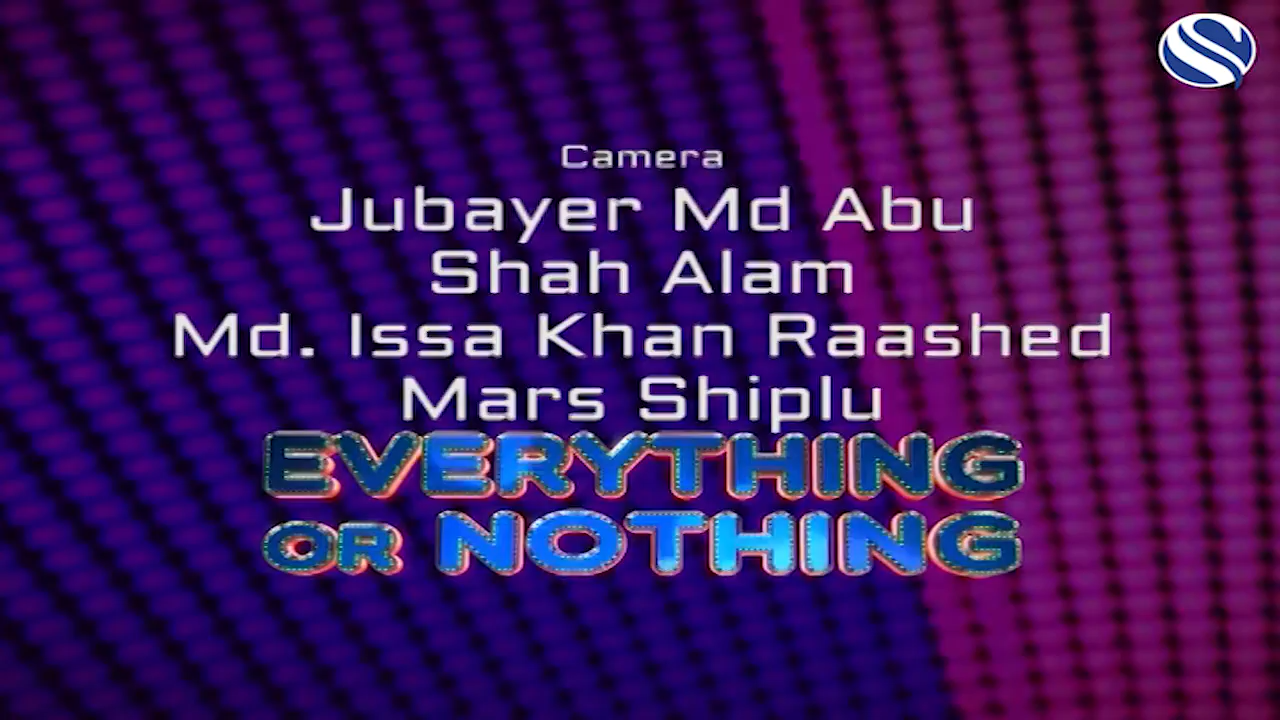 Camera
Jubayer Md Abu
Shah Alam
Md. Issa Khan Raashed
Mars Shiplu
EVERYTHING
OR NOTHING